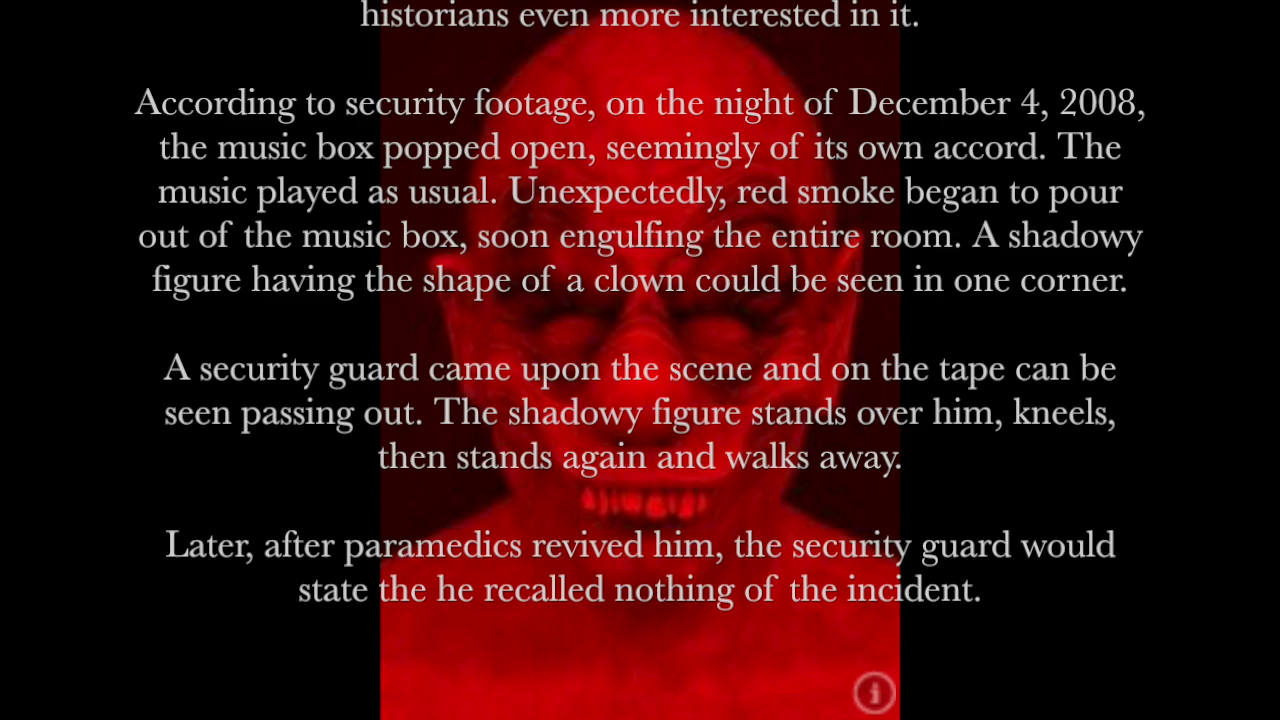 historians even more interested in it.
According to security footage, on the night of December 4, 2008,
the music box popped open, seemingly of its own accord. The
music played as usual. Unexpectedly, red smoke began to pour
out of the music box, soon engulfing the entire room. A shadowy
figure having the shape of a clown could be seen in one corner.
A security guard came upon the scene and on the tape can be
seen passing out. The shadowy figure stands over him, kneels,
then stands again and walks away.
Later, after paramedics revived him, the security guard would
state the he recalled nothing of the incident.
i